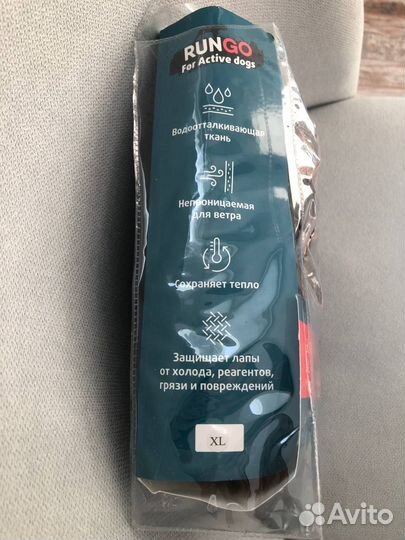 RUNGO
For Active dogs
Водоотталкивающая
ткань
Непроницаемая
для ветра
Сохраняет тепло
Защищает лапы
от холода, реагентов,
грязи и повреждений
XL
Avito